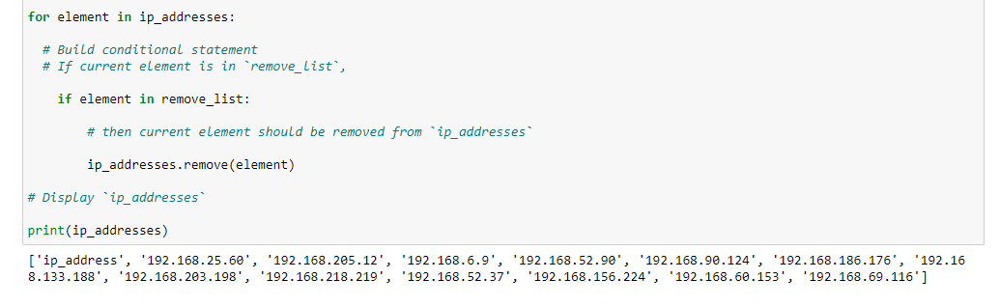 for element in ip_addresses:
# Build conditional statement
# If current element is in `remove_list`,
if element in remove_list:
# then current element should be removed from `ip_addresses`
ip_addresses.remove(element)
# Display `ip_addresses`
print(ip_addresses)
['ip_address', '192.168.25.60', '192.168.205.12', '192.168.6.9', '192.168.52.90', '192.168.90.124', '192.168.186.176', '192.16
8.133.188', '192.168.203.198', '192.168.218.219', '192.168.52.37', '192.168.156.224', '192.168.60.153', '192.168.69.116']